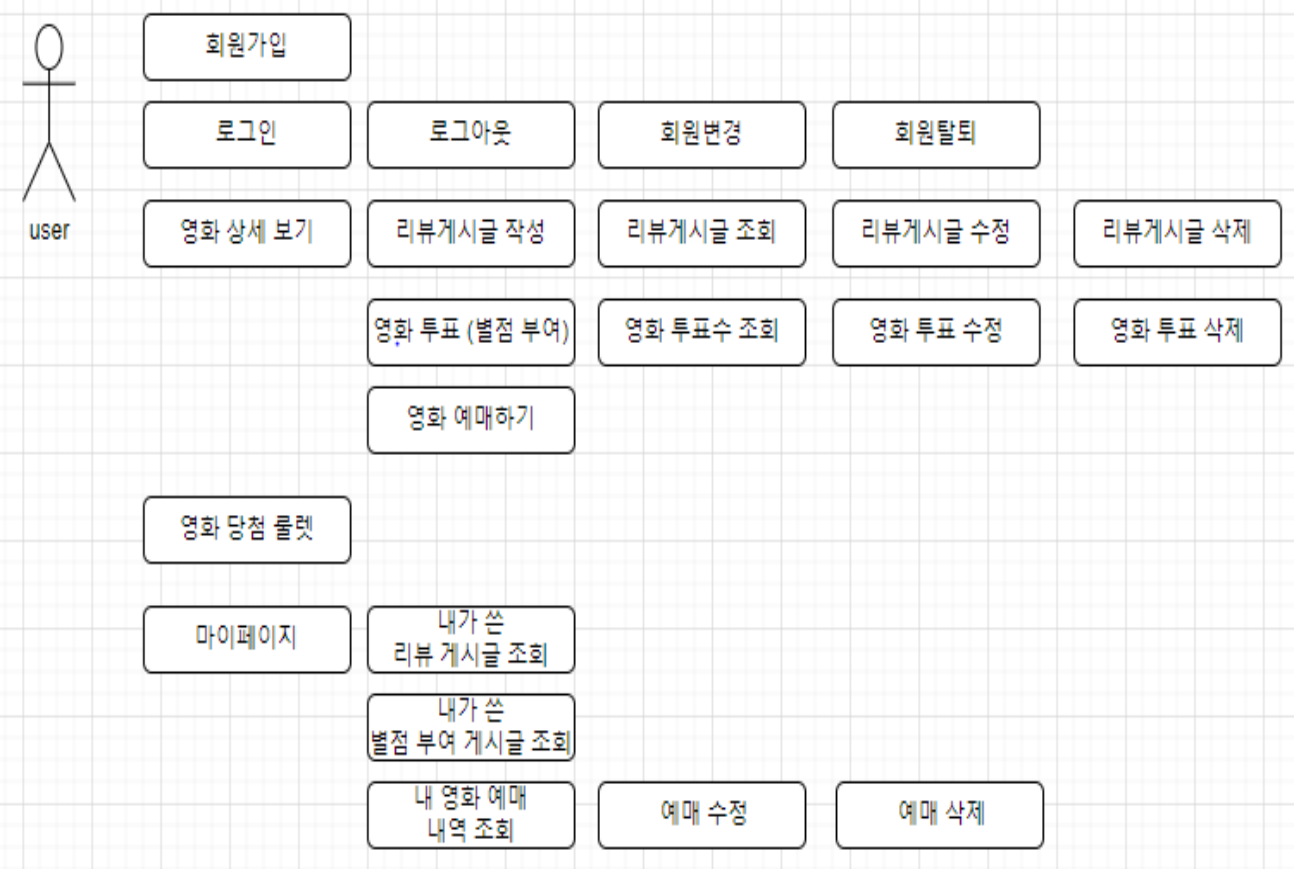 회원가입
로그인
로그아웃
회원변경
회원탈퇴
user
영화 상세 보기
리뷰게시글 작성
리뷰게시글 조회
리뷰게시글 수정
리뷰게시글 삭제
영화 투표 (별점 부여)
영화 투표수 조회
영화 투표 수정
영화 투표 삭제
영화 예매하기
영화 당첨 룰렛
마이페이지
내가 쓴
리뷰 게시글 조회
내가 쓴
별점 부여 게시글 조회
내 영화 예매
내역 조회
예매 수정
예매 삭제